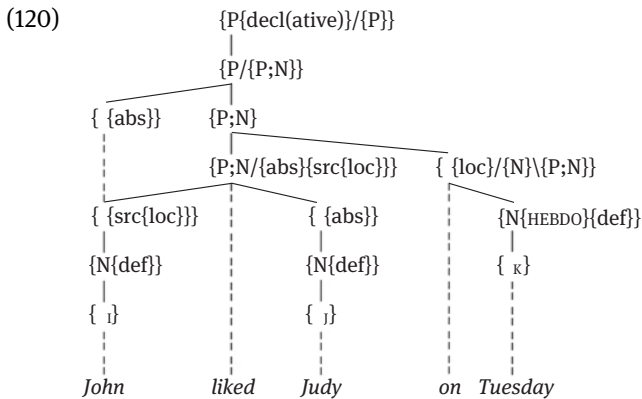 (120) {P{decl(ative)}/{P}}
{P/{P;N}}
{ {abs}} {P;N}
{P;N/{abs}{src{loc}}} { {loc}/{N}\{P;N}}
{ {src{loc}}} { {abs}} {N{HEBDO}{def}}
{N{def}} {N{def}} { K}
{ I} { J}
John liked Judy on Tuesday